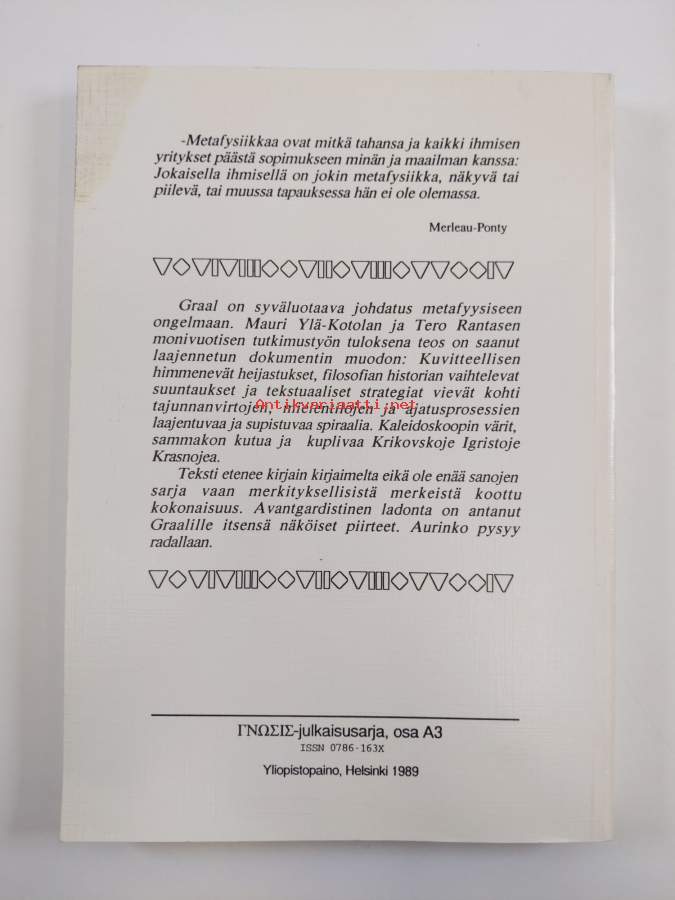 -Metafysiikkaa ovat mitkä tahansa ja kaikki ihmisen
yritykset päästä sopimukseen minän ja maailman kanssa:
Jokaisella ihmisellä on jokin metafysiikka, näkyvä tai
piilevä, tai muussa tapauksessa hän ei ole olemassa.
Merleau-Ponty
Graal on syväluotaava johdatus metafyysiseen
ongelmaan. Mauri Ylä-Kotolan ja Tero Rantasen
monivuotisen tutkimustyön tuloksena teos on saanut
laajennetun dokumentin muodon: Kuvitteellisen
himmenevät heijastukset, filosofian historian vaihtelevat
suuntaukset ja tekstuaaliset strategiat vievät kohti
tajunnanvirtojen, mielentilojen ja ajatusprosessien
Antikvariaatti.net
laajentuvaa ja supistuvaa spiraalia. Kaleidoskoopin värit,
sammakon kutua ja kuplivaa Krikovskoje Igristoje
Krasnojea.
Teksti etenee kirjain kirjaimelta eikä ole enää sanojen
sarja vaan merkityksellisistä merkeistä koottu
kokonaisuus. Avantgardistinen ladonta on antanut
Graalille itsensä näköiset piirteet. Aurinko pysyy
radallaan.
Antikvariaatti.net
ΓΝΩΣΙΣ-julkaisusarja, osa A3
ISSN 0786-163X
Yliopistopaino, Helsinki 1989